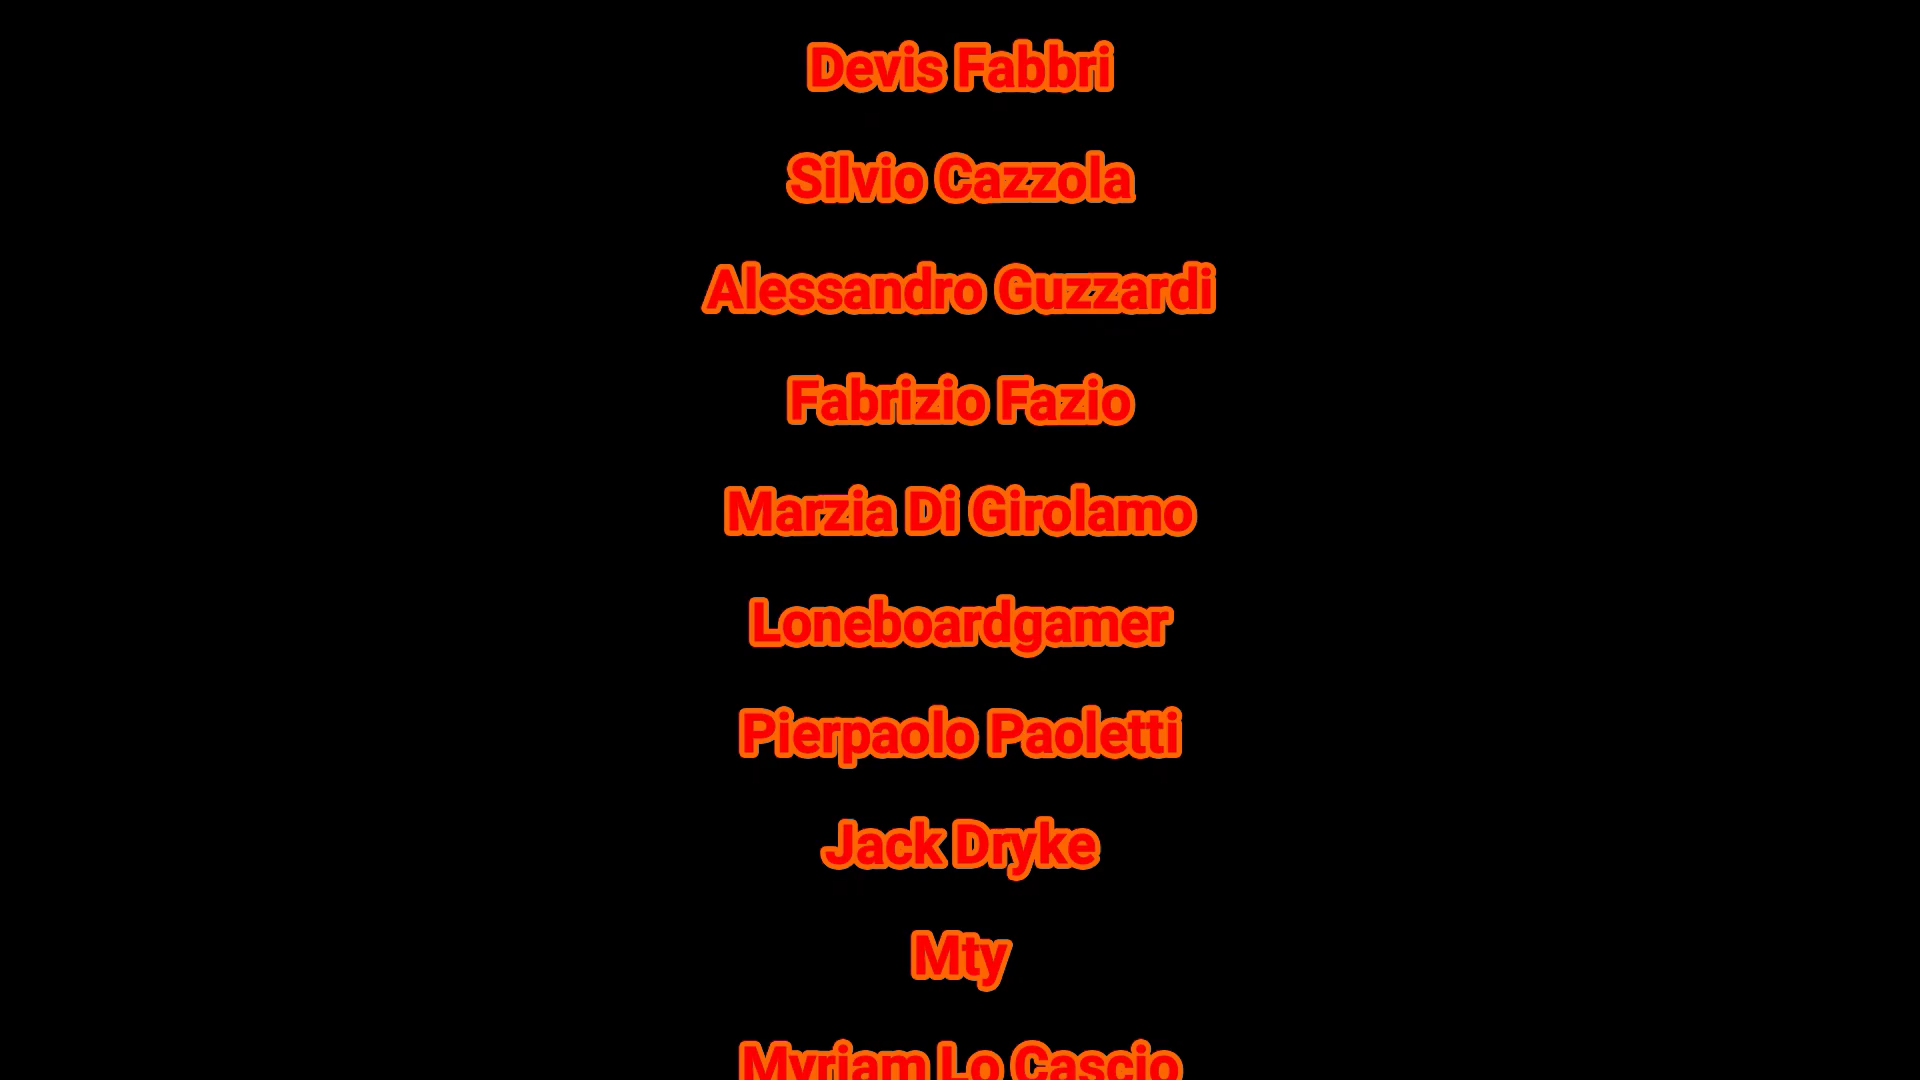 Devis Fabbri
Silvio Cazzola
Alessandro Guzzardi
Fabrizio Fazio
Marzia Di Girolamo
Loneboardgamer
Pierpaolo Paoletti
Jack Dryke
Mty
Myriam Lo Cascio